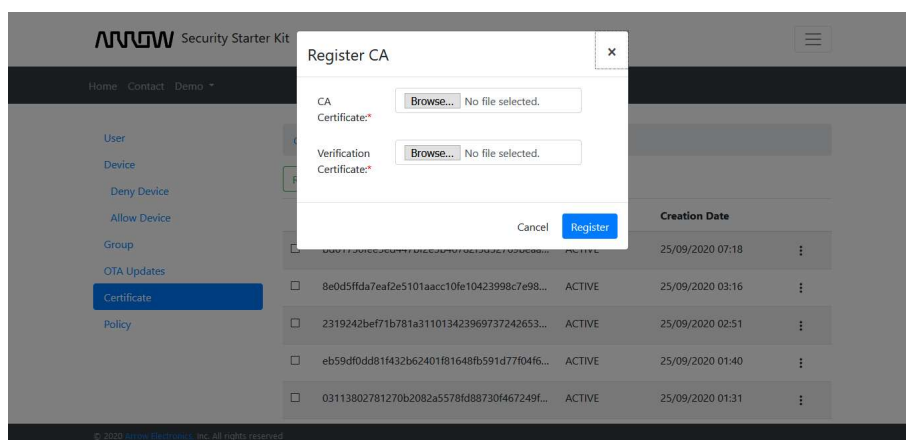 ARROW Security Starter Kit
Register CA
×
Home Contact Demo
CA Certificate:*
Browse... No file selected.
Verification Certificate:*
Browse... No file selected.
Cancel Register
User
Device
Deny Device
Allow Device
Group
OTA Updates
Certificate
Policy
Creation Date
ACTIVE 25/09/2020 07:18
8e0d5ffda7eaf2e5101aacc10fe10423998c7e98... ACTIVE 25/09/2020 03:16
2319242bef71b781a311013423969737242653... ACTIVE 25/09/2020 02:51
eb59df0dd81f432b62401f81648fb591d77f04f6... ACTIVE 25/09/2020 01:40
03113802781270b2082a5578fd88730f467249f... ACTIVE 25/09/2020 01:31
© 2020 Arrow Electronics, Inc. All rights reserved